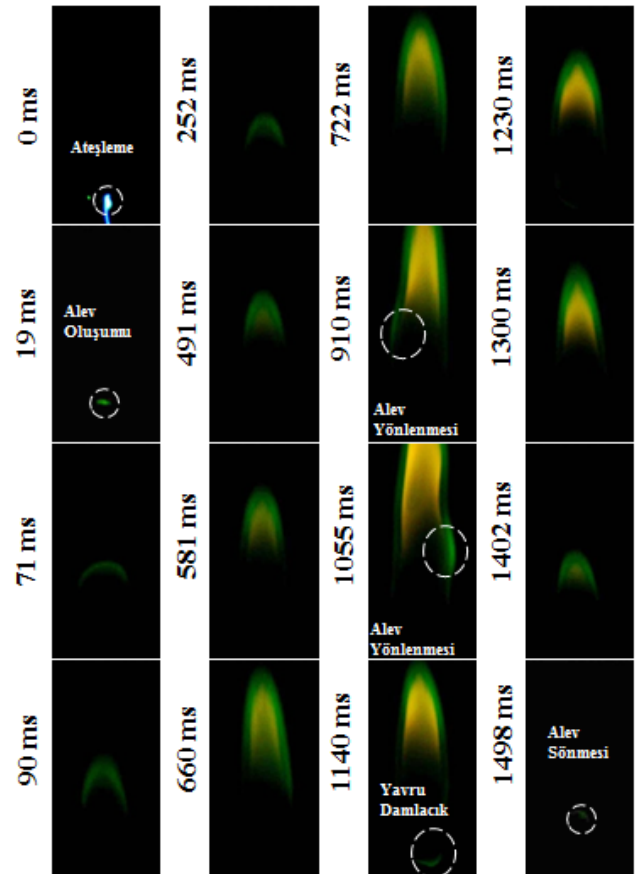 0 ms
Ateşleme
19 ms
Alev
Oluşumu
71 ms
90 ms
252 ms
491 ms
581 ms
660 ms
722 ms
910 ms
Alev
Yönlenmesi
1055 ms
Alev
Yönlenmesi
1140 ms
Yavru
Damlacık
1230 ms
1300 ms
1402 ms
1498 ms
Alev
Sönmesi